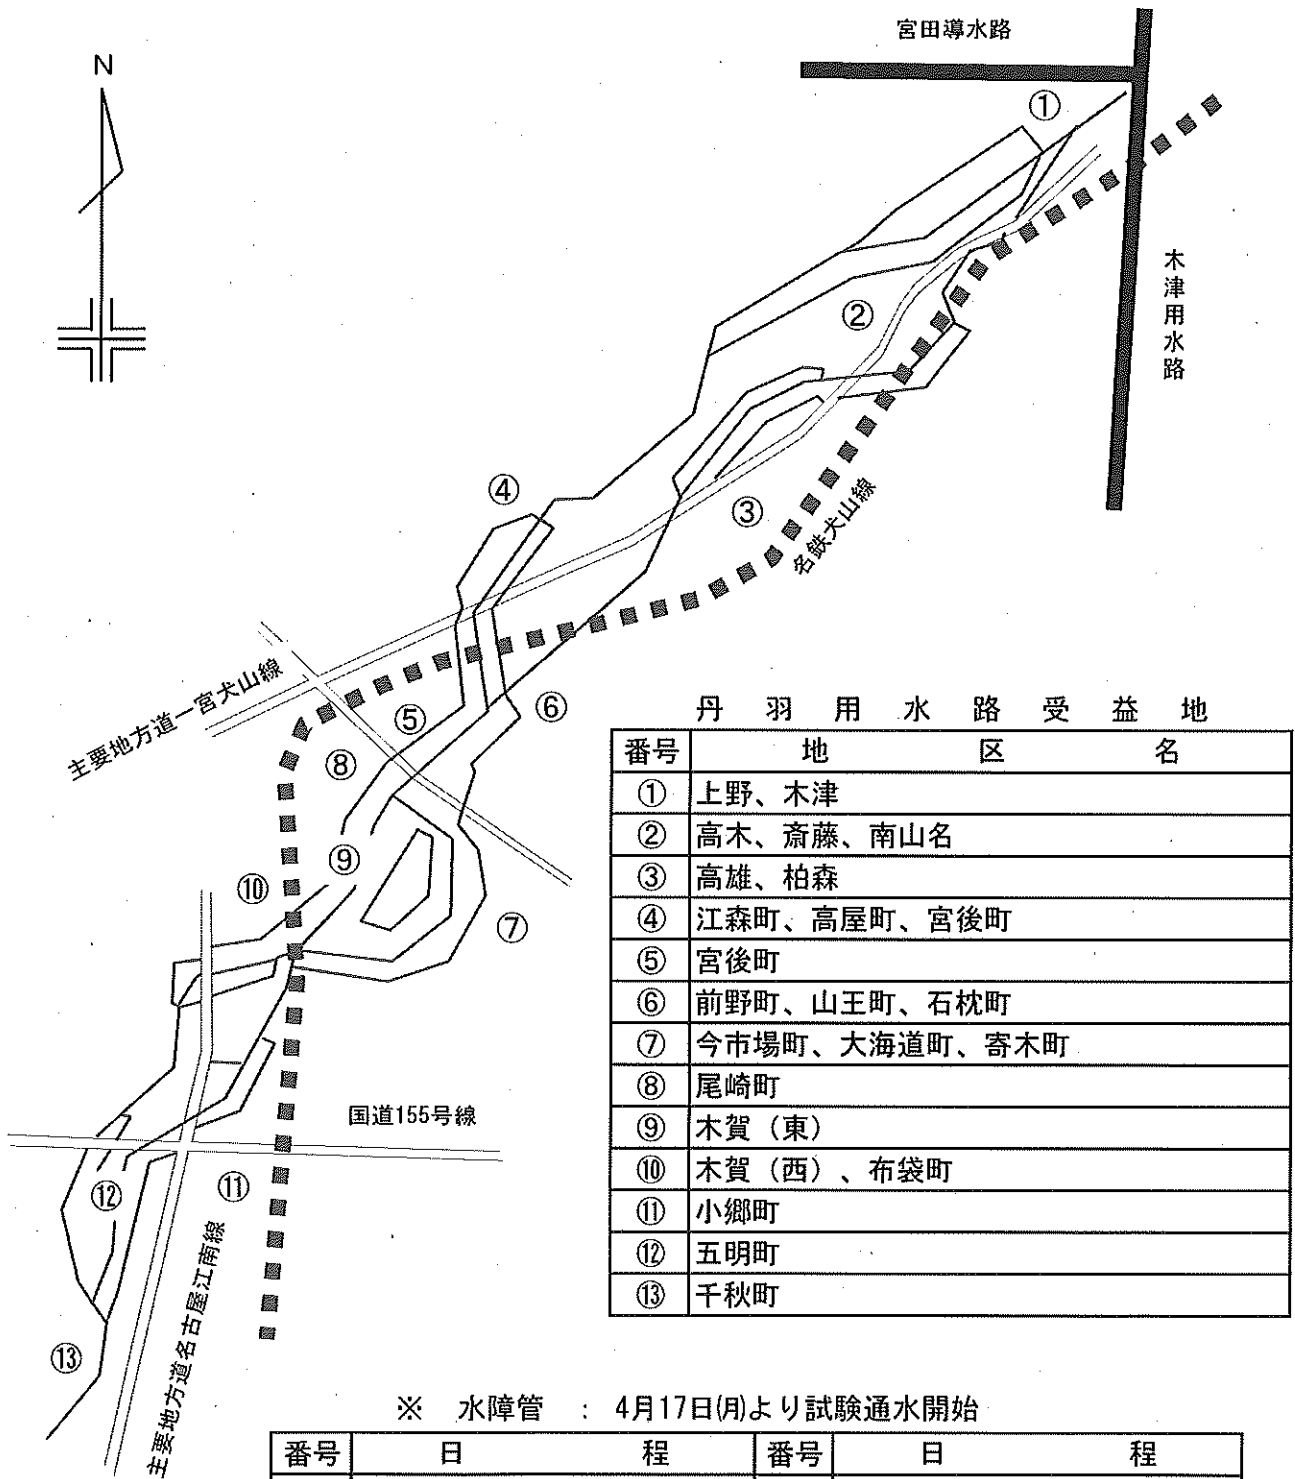 宮田導水路
N
①
木津用水路
②
④
③
名鉄犬山線
主要地方道一宮犬山線
⑥
⑤
⑧
⑨
⑩
⑦
国道155号線
⑪
⑫
主要地方道名古屋江南線
⑬
丹羽用水路受益地
番号 地区名
① 上野、木津
② 高木、斎藤、南山名
③ 高雄、柏森
④ 江森町、高屋町、宮後町
⑤ 宮後町
⑥ 前野町、山王町、石枕町
⑦ 今市場町、大海道町、寄木町
⑧ 尾崎町
⑨ 木賀（東）
⑩ 木賀（西）、布袋町
⑪ 小郷町
⑫ 五明町
⑬ 千秋町
※ 水障管 : 4月17日(月)より試験通水開始
番号 日程 番号 日程